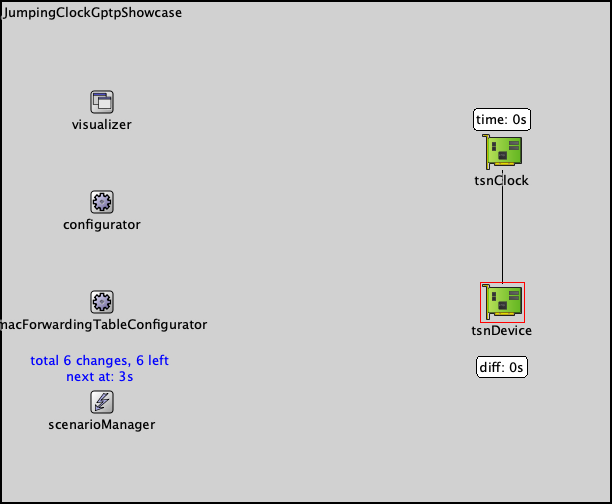 JumpingClockGptpShowcase
visualizer
configurator
macForwardingTableConfigurator
total 6 changes, 6 left
next at: 3s
scenarioManager
time: 0s
tsnClock
tsnDevice
diff: 0s